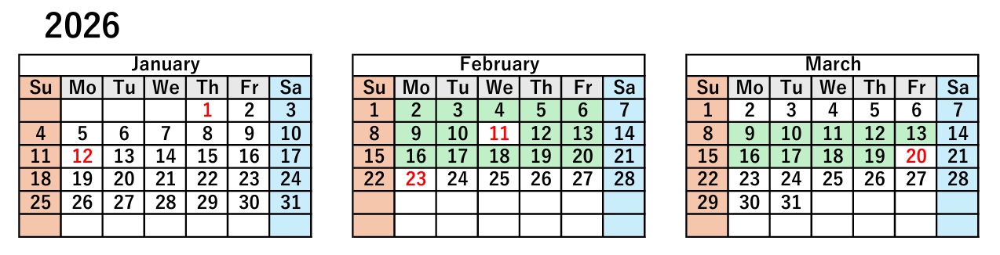 2026
January February March
Su Mo Tu We Th Fr Sa Su Mo Tu We Th Fr Sa Su Mo Tu We Th Fr Sa
1 2 3 1 2 3 4 5 6 7 1 2 3 4 5 6 7
4 5 6 7 8 9 10 8 9 10 11 12 13 14 8 9 10 11 12 13 14
11 12 13 14 15 16 17 15 16 17 18 19 20 21 15 16 17 18 19 20 21
18 19 20 21 22 23 24 22 23 24 25 26 27 28 22 23 24 25 26 27 28
25 26 27 28 29 30 31 29 30 31